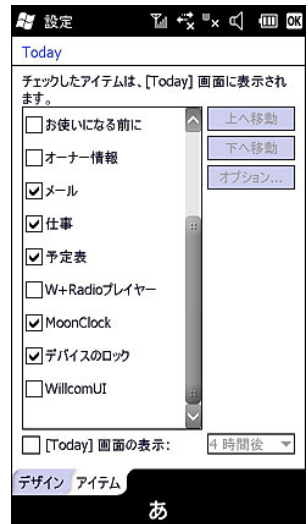 設定
OK
Today
チェックしたアイテムは、[Today] 画面に表示され
ます。
お使いになる前に
オーナー情報
メール
仕事
予定表
W+Radioプレイヤー
MoonClock
デバイスのロック
WillcomUI
上へ移動
下へ移動
オプション...
[Today] 画面の表示:
4 時間後
デザイン アイテム
あ